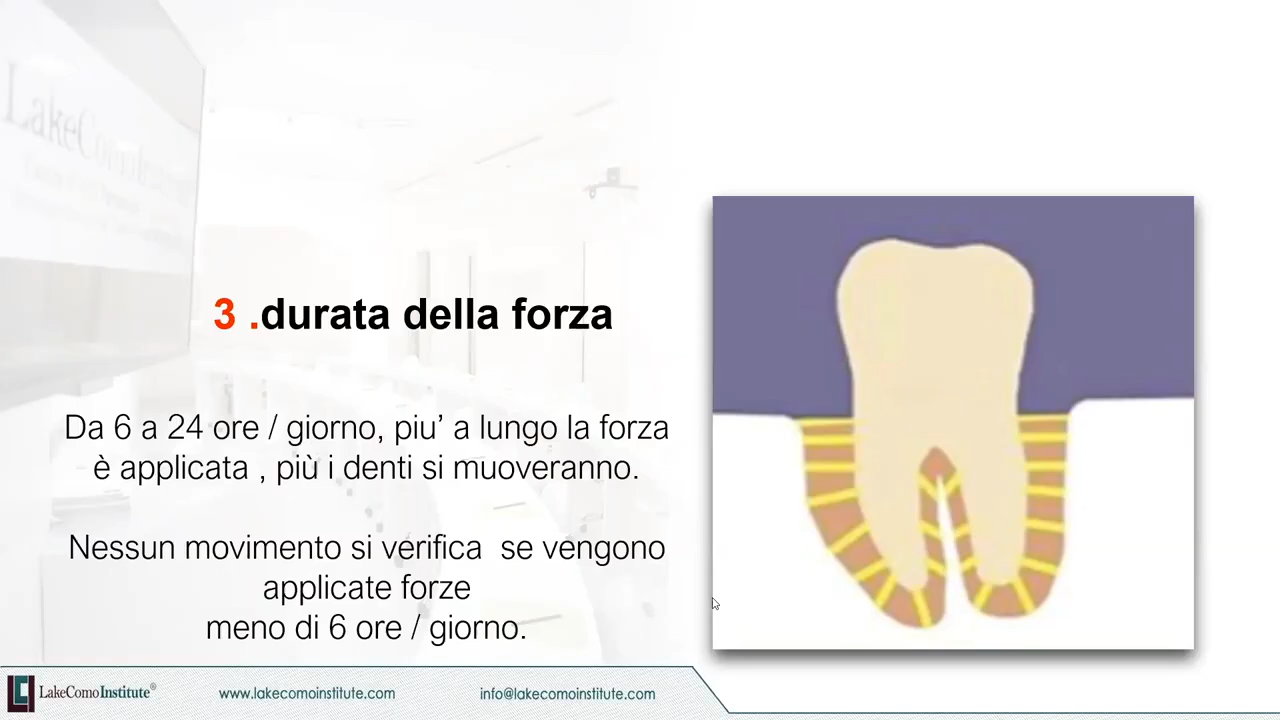 LakeComoInstitute
3 .durata della forza
Da 6 a 24 ore / giorno, piu’ a lungo la forza
è applicata , più i denti si muoveranno.
Nessun movimento si verifica se vengono
applicate forze
meno di 6 ore / giorno.
LakeComoInstitute®
www.lakecomoinstitute.com
info@lakecomoinstitute.com